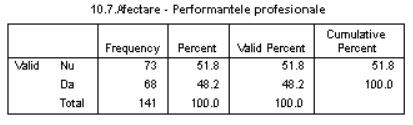 10.7.Afectare - Performantele profesionale
Frequency Percent Valid Percent Cumulative Percent
Valid Nu 73 51.8 51.8 51.8
Da 68 48.2 48.2 100.0
Total 141 100.0 100.0